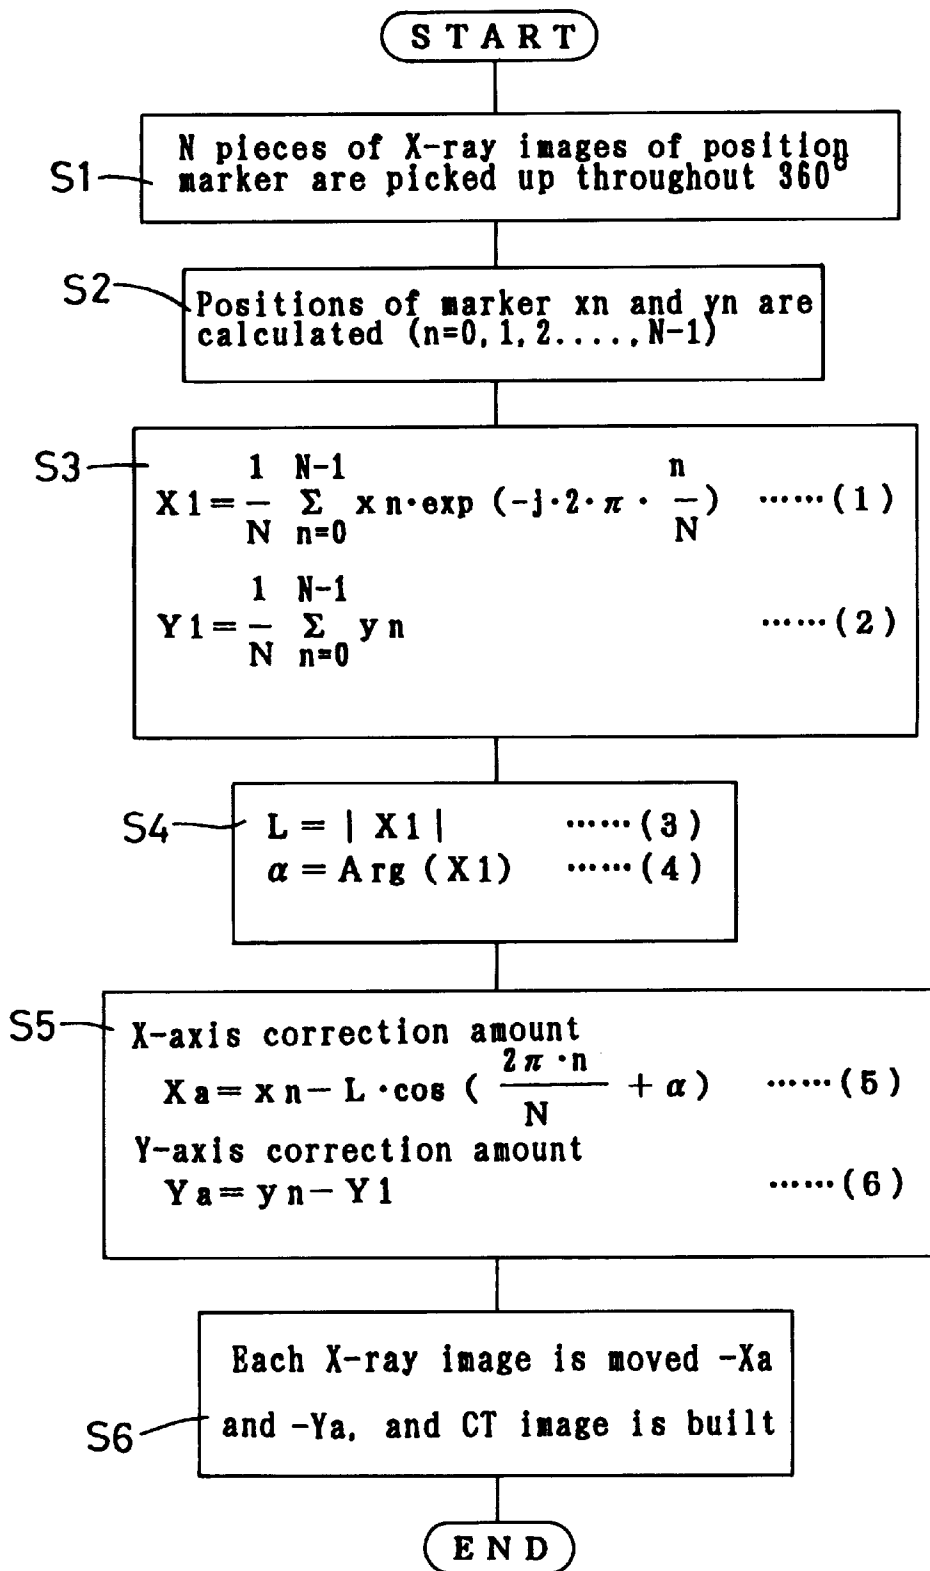 START
S1
N pieces of X-ray images of position
marker are picked up throughout 360°
S2
Positions of marker xn and yn are
calculated (n=0,1,2....,N-1)
S3
X1=1/N N-1Σn=0 xn·exp (-j·2·π·n/N) ······(1)
Y1=1/N N-1Σn=0 yn ······(2)
S4
L=|X1| ······(3)
α=Arg(X1) ······(4)
S5
X-axis correction amount
Xa=xn-L·cos(2π·n/N+α) ······(5)
Y-axis correction amount
Ya=yn-Y1 ······(6)
S6
Each X-ray image is moved -Xa
and -Ya, and CT image is built
END